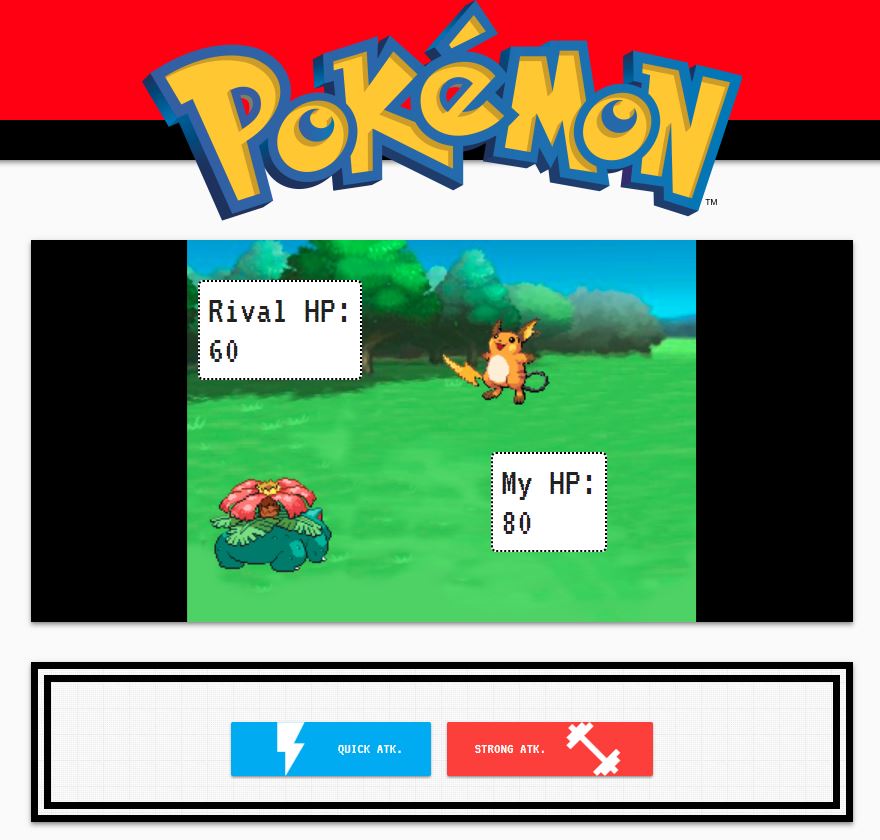 Pokémon
TM
Rival HP:
60
My HP:
80
QUICK ATK.
STRONG ATK.